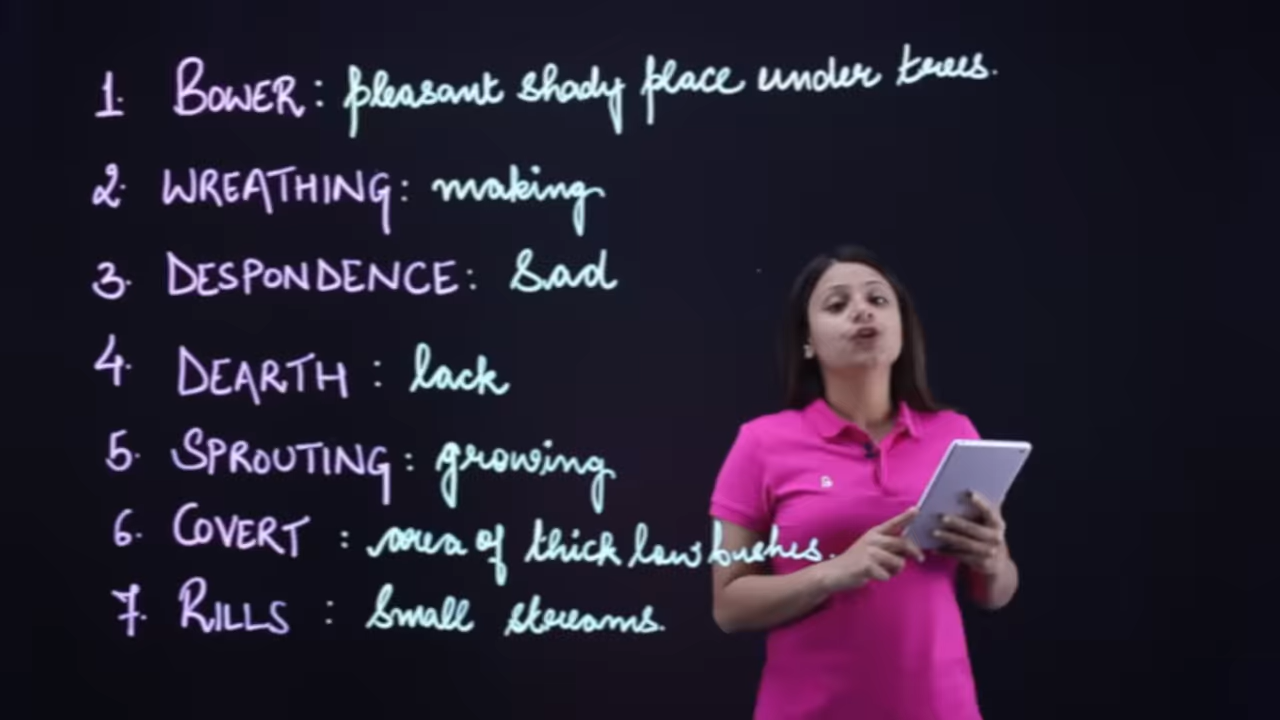 1. BOWER : pleasant shady place under trees.
2. WREATHING : making
3. DESPONDENCE : Sad
4. DEARTH : lack
5. SPROUTING : growing
6. COVERT : area of thick low bushes.
7. RILLS : Small streams.